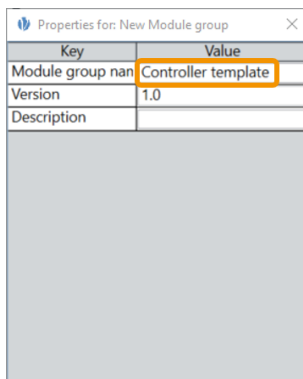 Properties for: New Module group
Key Value
Module group nan Controller template
Version 1.0
Description